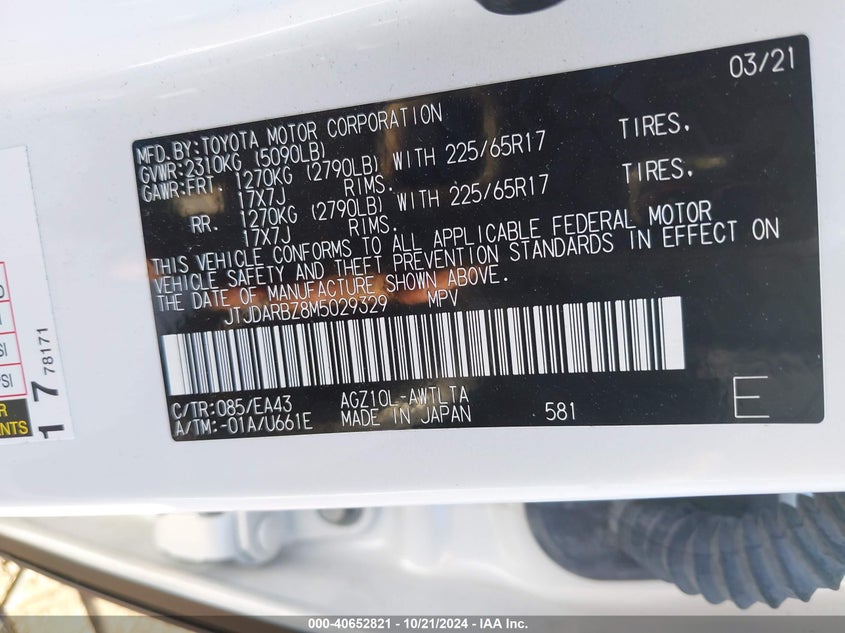 03/21
MFD.BY:TOYOTA MOTOR CORPORATION
GVWR:2310KG (5090LB)
GAWR:FRT. 1270KG (2790LB) WITH 225/65R17 TIRES.
17X7J RIMS.
RR. 1270KG (2790LB) WITH 225/65R17 TIRES.
17X7J RIMS.
THIS VEHICLE CONFORMS TO ALL APPLICABLE FEDERAL MOTOR
VEHICLE SAFETY AND THEFT PREVENTION STANDARDS IN EFFECT ON
THE DATE OF MANUFACTURE SHOWN ABOVE.
JTJDARBZ8M5029329 MPV
C/TR:085/EA43 AGZ10L-AWTLTA
A/TM:-01A/U661E MADE IN JAPAN 581 E
1 7 78171
000-40652821 - 10/21/2024 - IAA Inc.